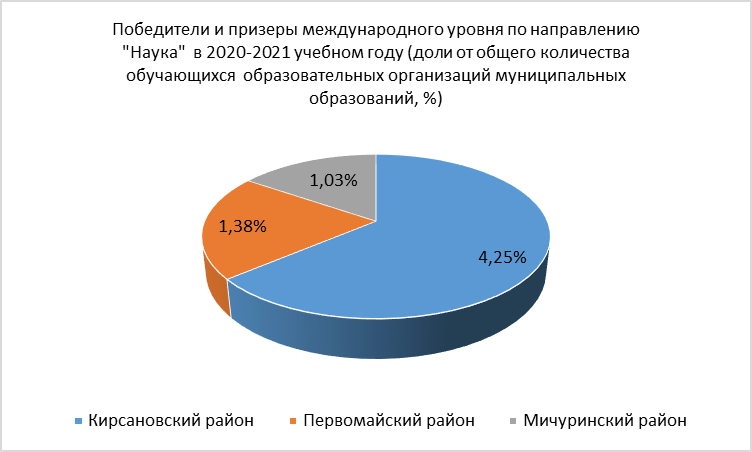 Победители и призеры международного уровня по направлению
"Наука" в 2020-2021 учебном году (доли от общего количества
обучающихся образовательных организаций муниципальных
образований, %)
1,03%
1,38%
4,25%
Кирсановский район Первомайский район Мичуринский район